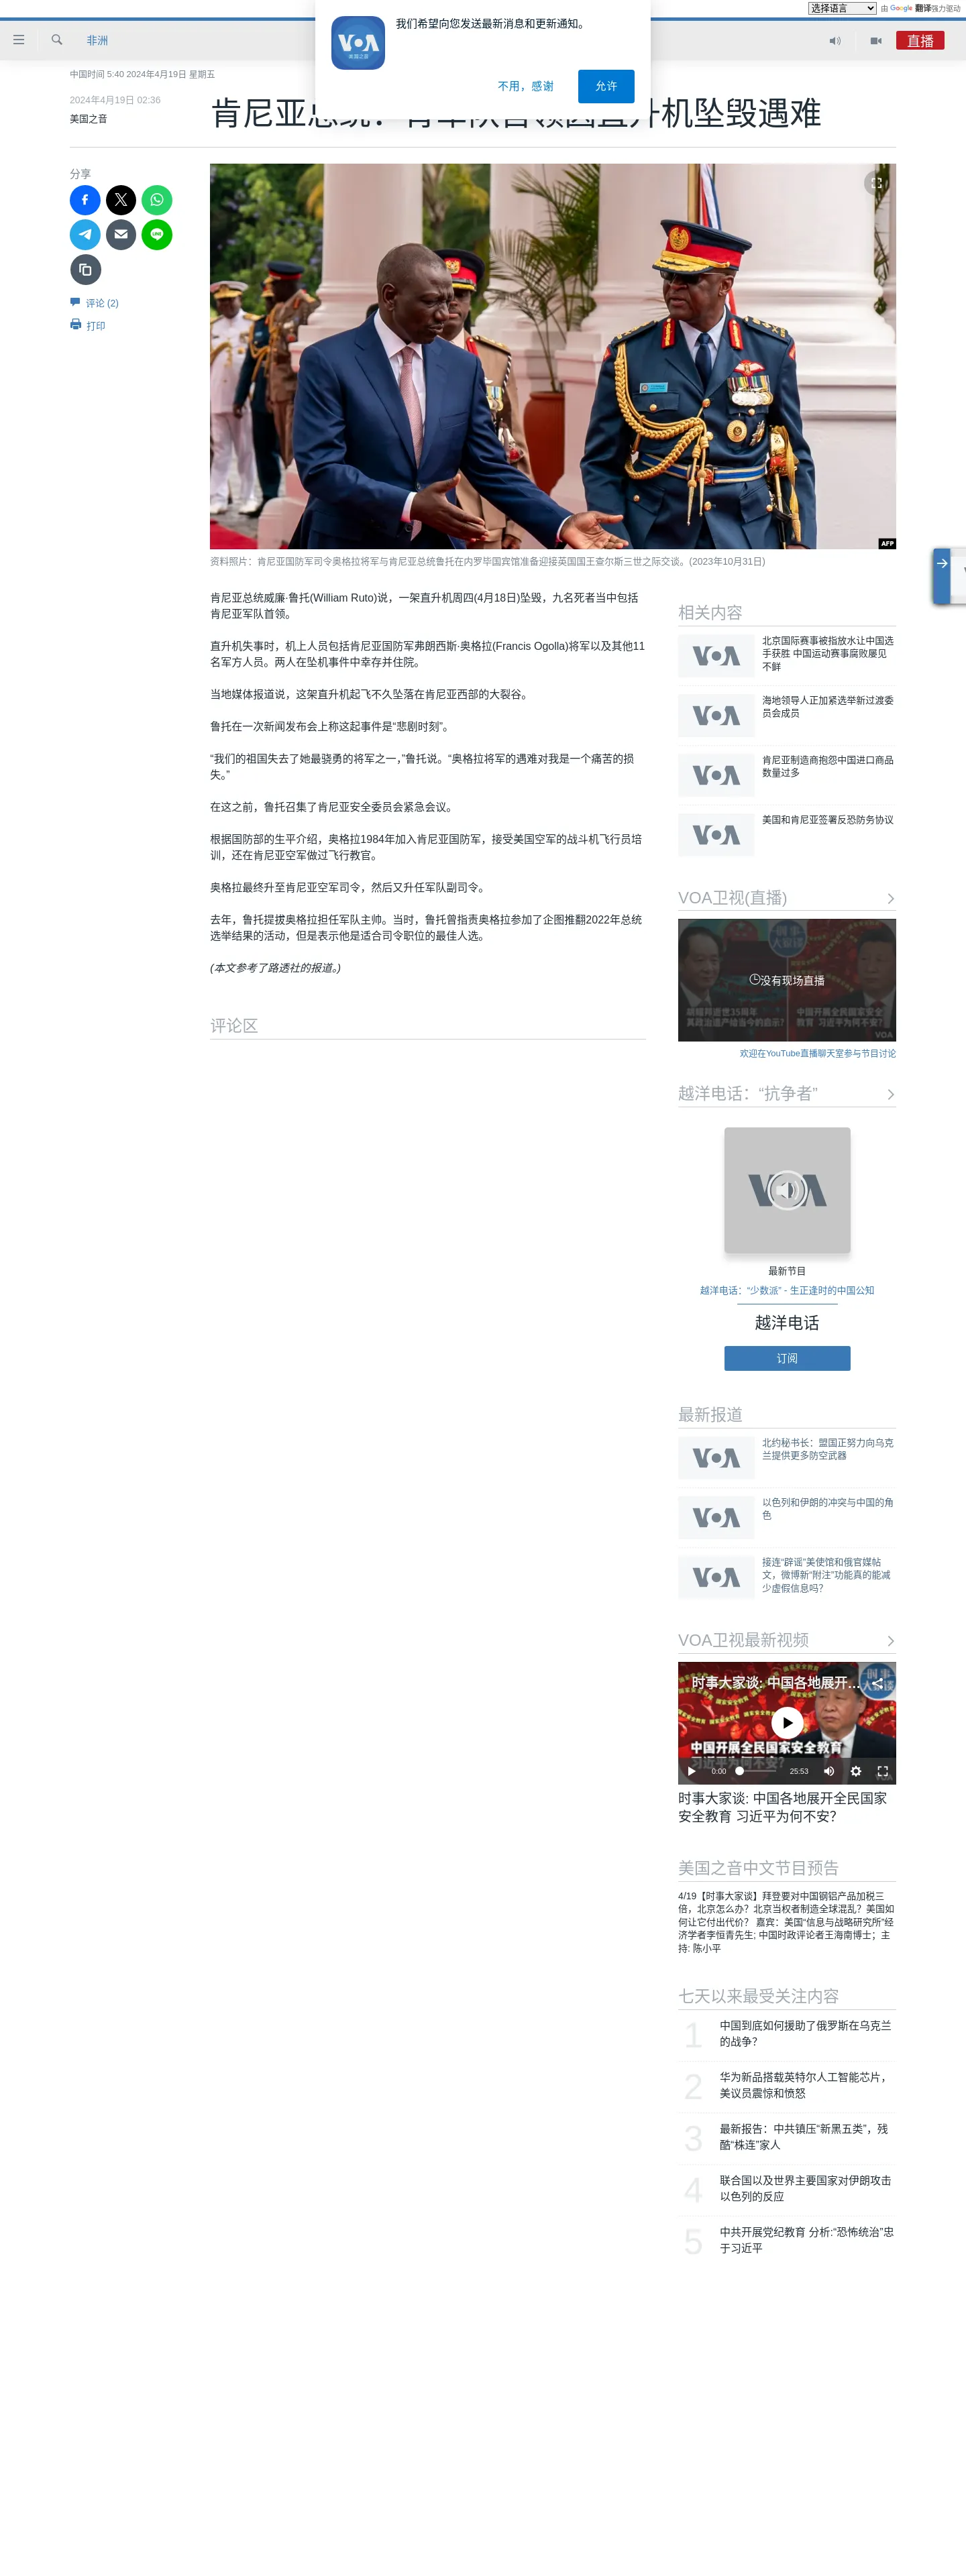 选择语言
由 Google 翻译强力驱动
我们希望向您发送最新消息和更新通知。
VOA
美国之音
不用，感谢
允许
非洲
直播
中国时间 5:40 2024年4月19日 星期五
2024年4月19日 02:36
美国之音
肯尼亚总统：
坠毁遇难
分享
评论 (2)
打印
AFP
资料照片：肯尼亚国防军司令奥格拉将军与肯尼亚总统鲁托在内罗毕国宾馆准备迎接英国国王查尔斯三世之际交谈。(2023年10月31日)
肯尼亚总统威廉·鲁托(William Ruto)说，一架直升机周四(4月18日)坠毁，九名死者当中包括
肯尼亚军队首领。
直升机失事时，机上人员包括肯尼亚国防军弗朗西斯·奥格拉(Francis Ogolla)将军以及其他11
名军方人员。两人在坠机事件中幸存并住院。
当地媒体报道说，这架直升机起飞不久坠落在肯尼亚西部的大裂谷。
鲁托在一次新闻发布会上称这起事件是“悲剧时刻”。
“我们的祖国失去了她最骁勇的将军之一，”鲁托说。“奥格拉将军的遇难对我是一个痛苦的损
失。”
在这之前，鲁托召集了肯尼亚安全委员会紧急会议。
根据国防部的生平介绍，奥格拉1984年加入肯尼亚国防军，接受美国空军的战斗机飞行员培
训，还在肯尼亚空军做过飞行教官。
奥格拉最终升至肯尼亚空军司令，然后又升任军队副司令。
去年，鲁托提拔奥格拉担任军队主帅。当时，鲁托曾指责奥格拉参加了企图推翻2022年总统
选举结果的活动，但是表示他是适合司令职位的最佳人选。
(本文参考了路透社的报道。)
评论区
相关内容
VOA
北京国际赛事被指放水让中国选
手获胜 中国运动赛事腐败屡见
不鲜
VOA
海地领导人正加紧选举新过渡委
员会成员
VOA
肯尼亚制造商抱怨中国进口商品
数量过多
VOA
美国和肯尼亚签署反恐防务协议
VOA卫视(直播)
没有现场直播
欢迎在YouTube直播聊天室参与节目讨论
越洋电话：“抗争者”
VOA
最新节目
越洋电话：“少数派” - 生正逢时的中国公知
越洋电话
订阅
最新报道
VOA
北约秘书长：盟国正努力向乌克
兰提供更多防空武器
VOA
以色列和伊朗的冲突与中国的角
色
VOA
接连“辟谣”美使馆和俄官媒帖
文，微博新“附注”功能真的能减
少虚假信息吗？
VOA卫视最新视频
时事大家谈: 中国各地展开…
中国开展全民国家安全教育
习近平为何不安?
0:00
25:53
时事大家谈: 中国各地展开全民国家
安全教育 习近平为何不安？
美国之音中文节目预告
4/19【时事大家谈】拜登要对中国钢铝产品加税三
倍，北京怎么办？北京当权者制造全球混乱？美国如
何让它付出代价？ 嘉宾：美国“信息与战略研究所”经
济学者李恒青先生; 中国时政评论者王海南博士；主
持: 陈小平
七天以来最受关注内容
1
中国到底如何援助了俄罗斯在乌克兰
的战争？
2
华为新品搭载英特尔人工智能芯片，
美议员震惊和愤怒
3
最新报告：中共镇压“新黑五类”，残
酷“株连”家人
4
联合国以及世界主要国家对伊朗攻击
以色列的反应
5
中共开展党纪教育 分析:“恐怖统治”忠
于习近平